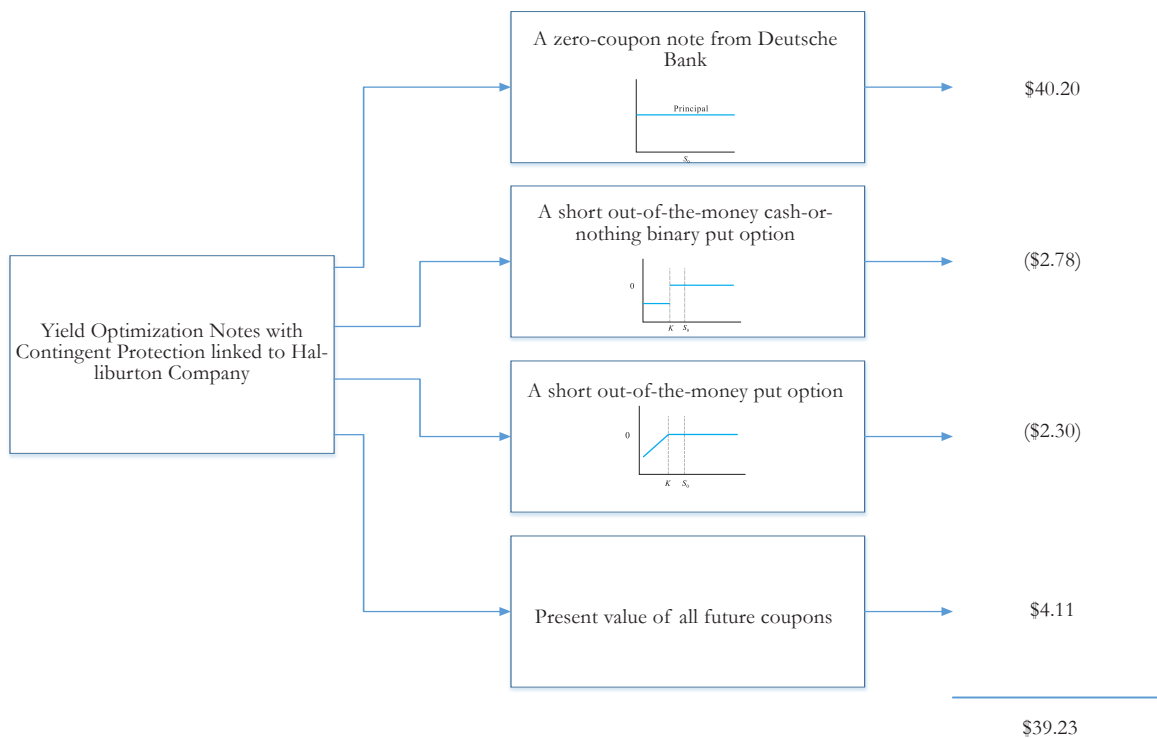 A zero-coupon note from Deutsche
Bank
Principal
S₀
$40.20
A short out-of-the-money cash-or-
nothing binary put option
0
K
S₀
($2.78)
Yield Optimization Notes with
Contingent Protection linked to Hal-
liburton Company
A short out-of-the-money put option
0
K
S₀
($2.30)
Present value of all future coupons
$4.11
$39.23